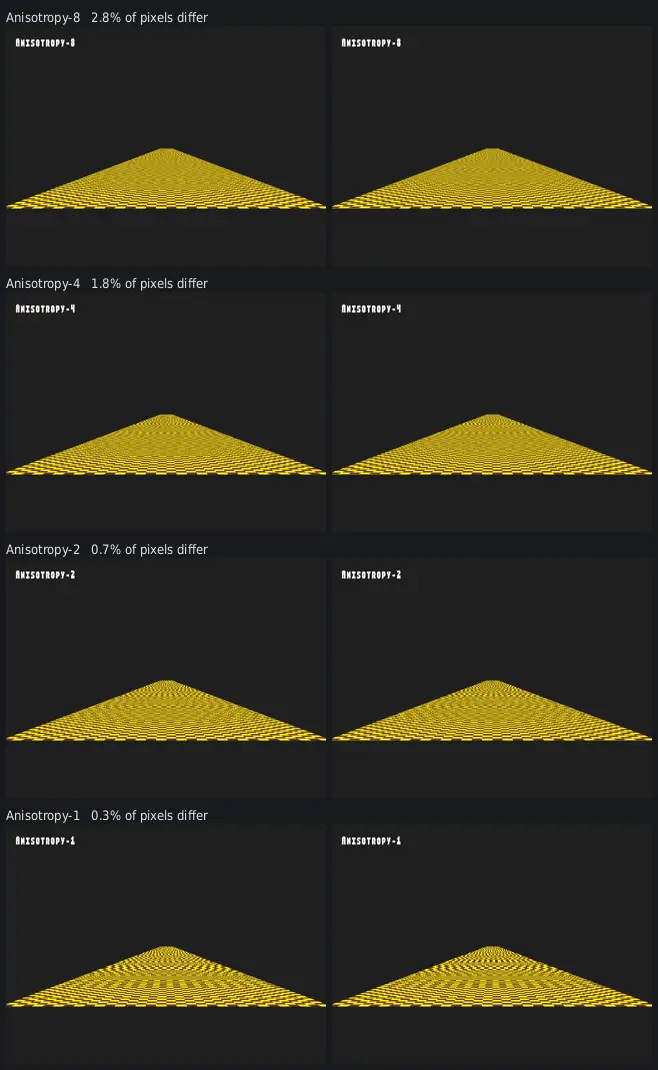 Anisotropy-8   2.8% of pixels differ
Anisotropy-8 Anisotropy-8
Anisotropy-4   1.8% of pixels differ
Anisotropy-4 Anisotropy-4
Anisotropy-2   0.7% of pixels differ
Anisotropy-2 Anisotropy-2
Anisotropy-1   0.3% of pixels differ
Anisotropy-1 Anisotropy-1